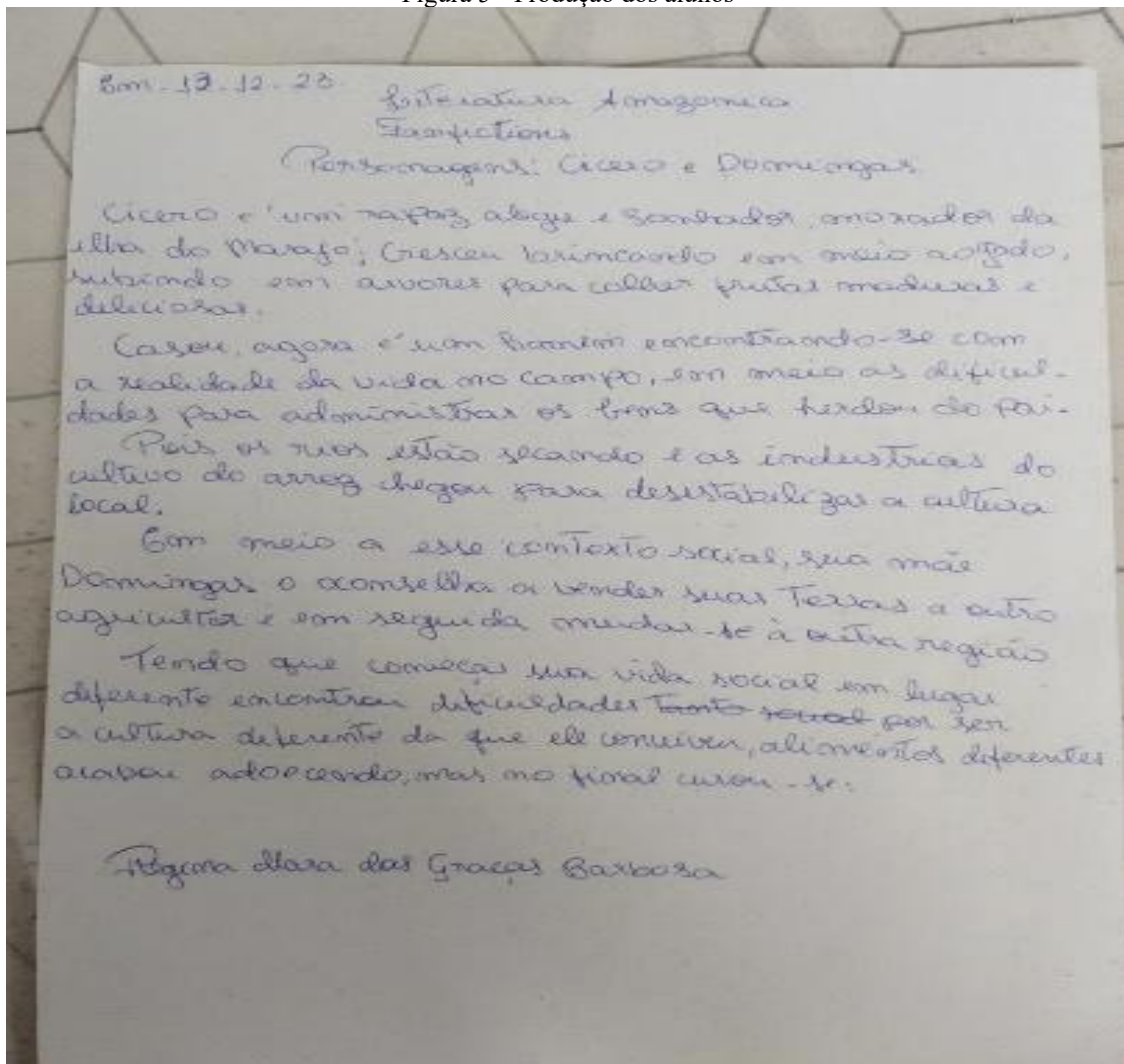 Figura 5 - Produção dos alunos
Em 12.23
Literatura Amazonica
Fanfictions
Personagens: Cicero e Domingas
Cicero e' um rapaz alegre e sonhador, morador da
ilha do Marajó; Cresceu brincando em meio ao gado,
subindo em arvores para colher frutas maduras e
deliciosas.
Casou, agora e' um homem encontrando-se com
a realidade da vida no campo, em meio as dificul-
dades para administrar os bens que herdou do pai.
Pois os rios estão secando e as industrias do
cultivo do arroz chegou para desestabilizar a cultura
local.
Em meio a esse contexto social, sua mãe
Domingas o aconselha a vender suas Terras a outro
agricultor e em seguida mudar-se à outra região
Tendo que começar sua vida social em lugar
diferente encontrou dificuldades tanto social por ser
a cultura diferente da que ele conviveu, alimentos diferentes
acabou adoecendo, mas no final curou-se.
Regina Mara das Graças Barbosa